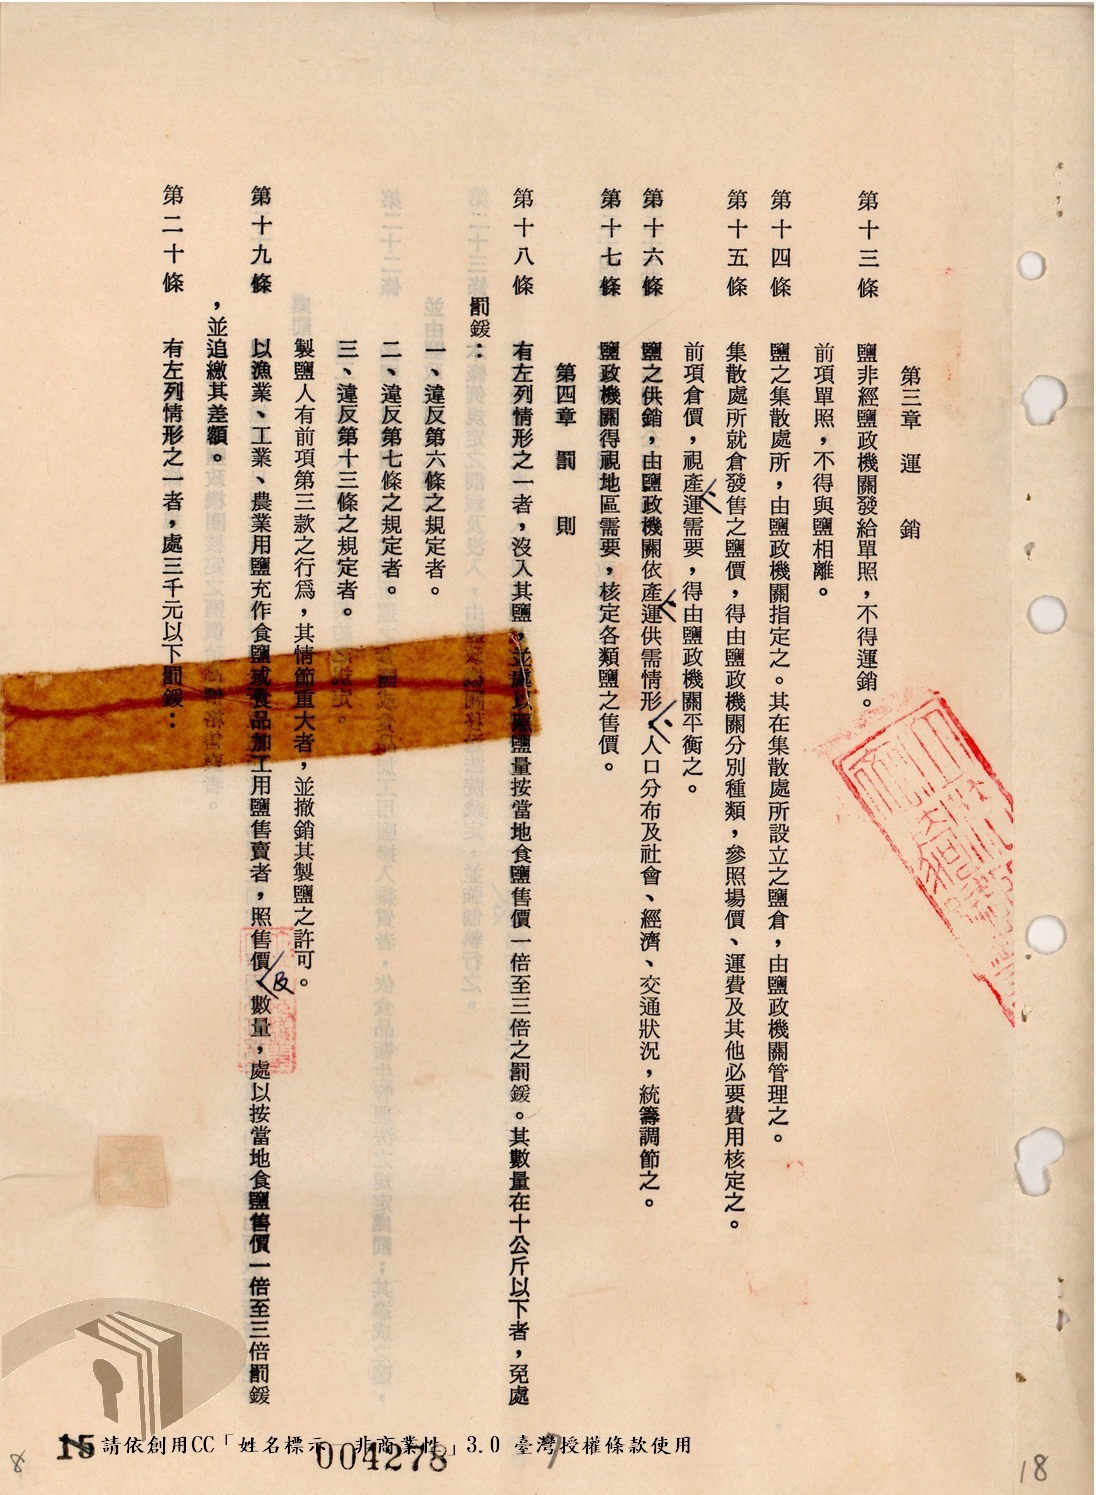 第三章　運　銷
第十三條　鹽非經鹽政機關發給單照，不得運銷。
前項單照，不得與鹽相離。
第十四條　鹽之集散處所，由鹽政機關指定之。其在集散處所設立之鹽倉，由鹽政機關管理之。
第十五條　集散處所就倉發售之鹽價，得由鹽政機關分別種類，參照場價、運費及其他必要費用核定之。
前項倉價，視產運需要，得由鹽政機關平衡之。
第十六條　鹽之供銷，由鹽政機關依產運供需情形、人口分布及社會、經濟、交通狀況，統籌調節之。
第十七條　鹽政機關得視地區需要，核定各類鹽之售價。
第四章　罰　則
第十八條　有左列情形之一者，沒入其鹽，並處以照鹽量按當地食鹽售價一倍至三倍之罰鍰。其數量在十公斤以下者，免處
罰鍰：
一、違反第六條之規定者。
二、違反第七條之規定者。
三、違反第十三條之規定者。
製鹽人有前項第三款之行為，其情節重大者，並撤銷其製鹽之許可。
第十九條　以漁業、工業、農業用鹽充作食鹽或食品加工用鹽售賣者，照售價及數量，處以按當地食鹽售價一倍至三倍罰鍰
，並追繳其差額。
第二十條　有左列情形之一者，處三千元以下罰鍰：
15
請依創用CC「姓名標示－非商業性」3.0 臺灣授權條款使用
004278
7
8
18